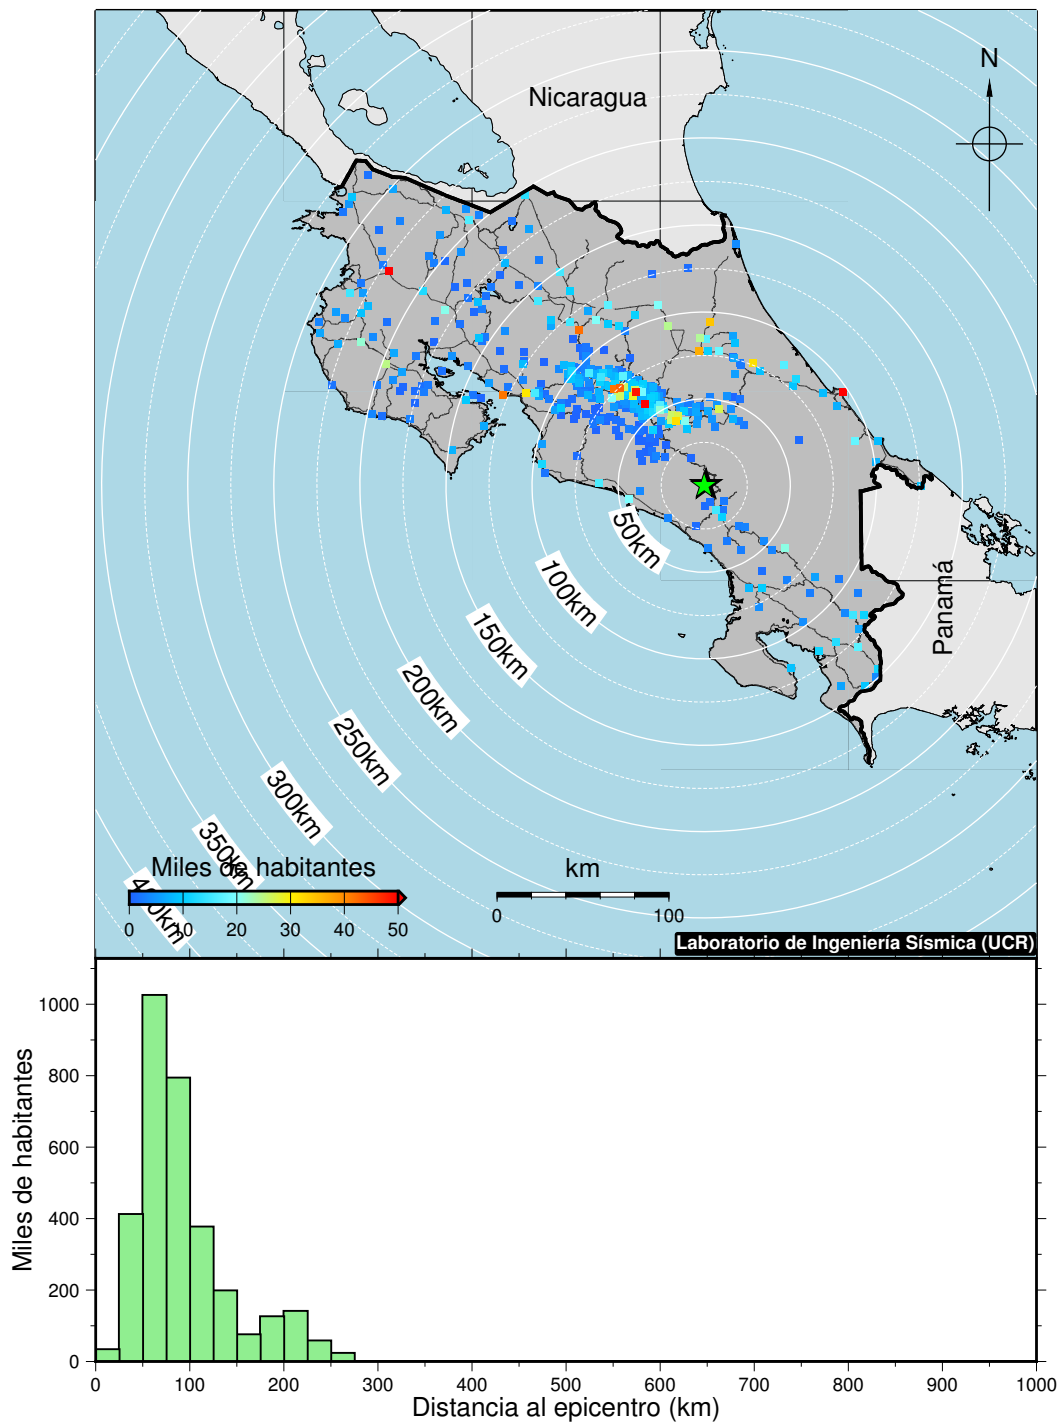 Nicaragua
N
Panamá
50km
100km
150km
200km
250km
300km
350km
400km
Miles de habitantes
0 10 20 30 40 50
km
0 100
Laboratorio de Ingeniería Sísmica (UCR)
Miles de habitantes
1000
800
600
400
200
0
0 100 200 300 400 500 600 700 800 900 1000
Distancia al epicentro (km)